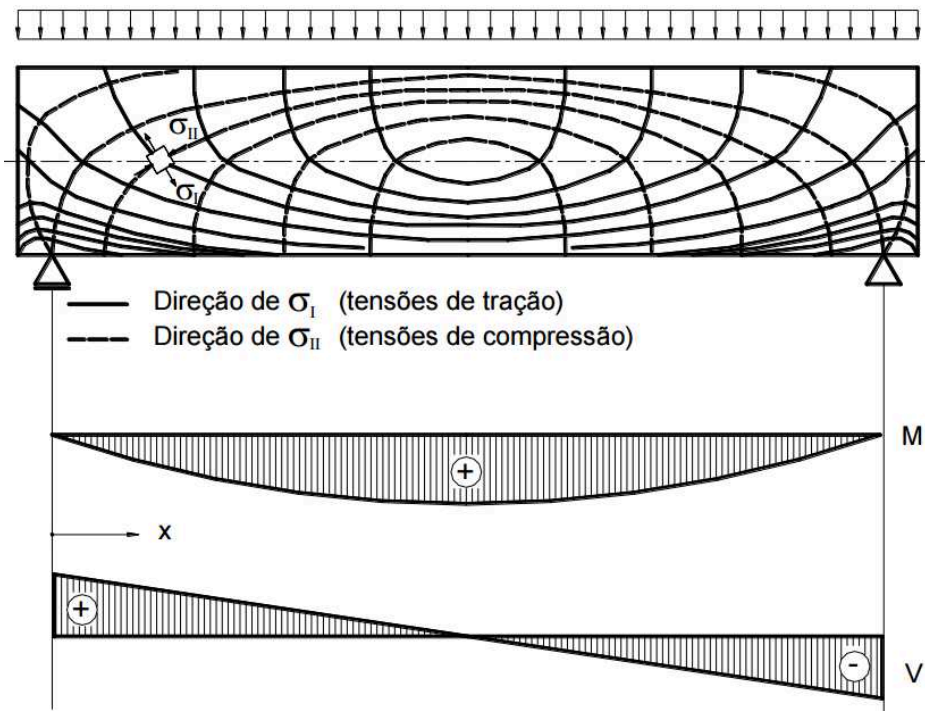 σII
σI
Direção de σI (tensões de tração)
Direção de σII (tensões de compressão)
M
+
x
+
-
V